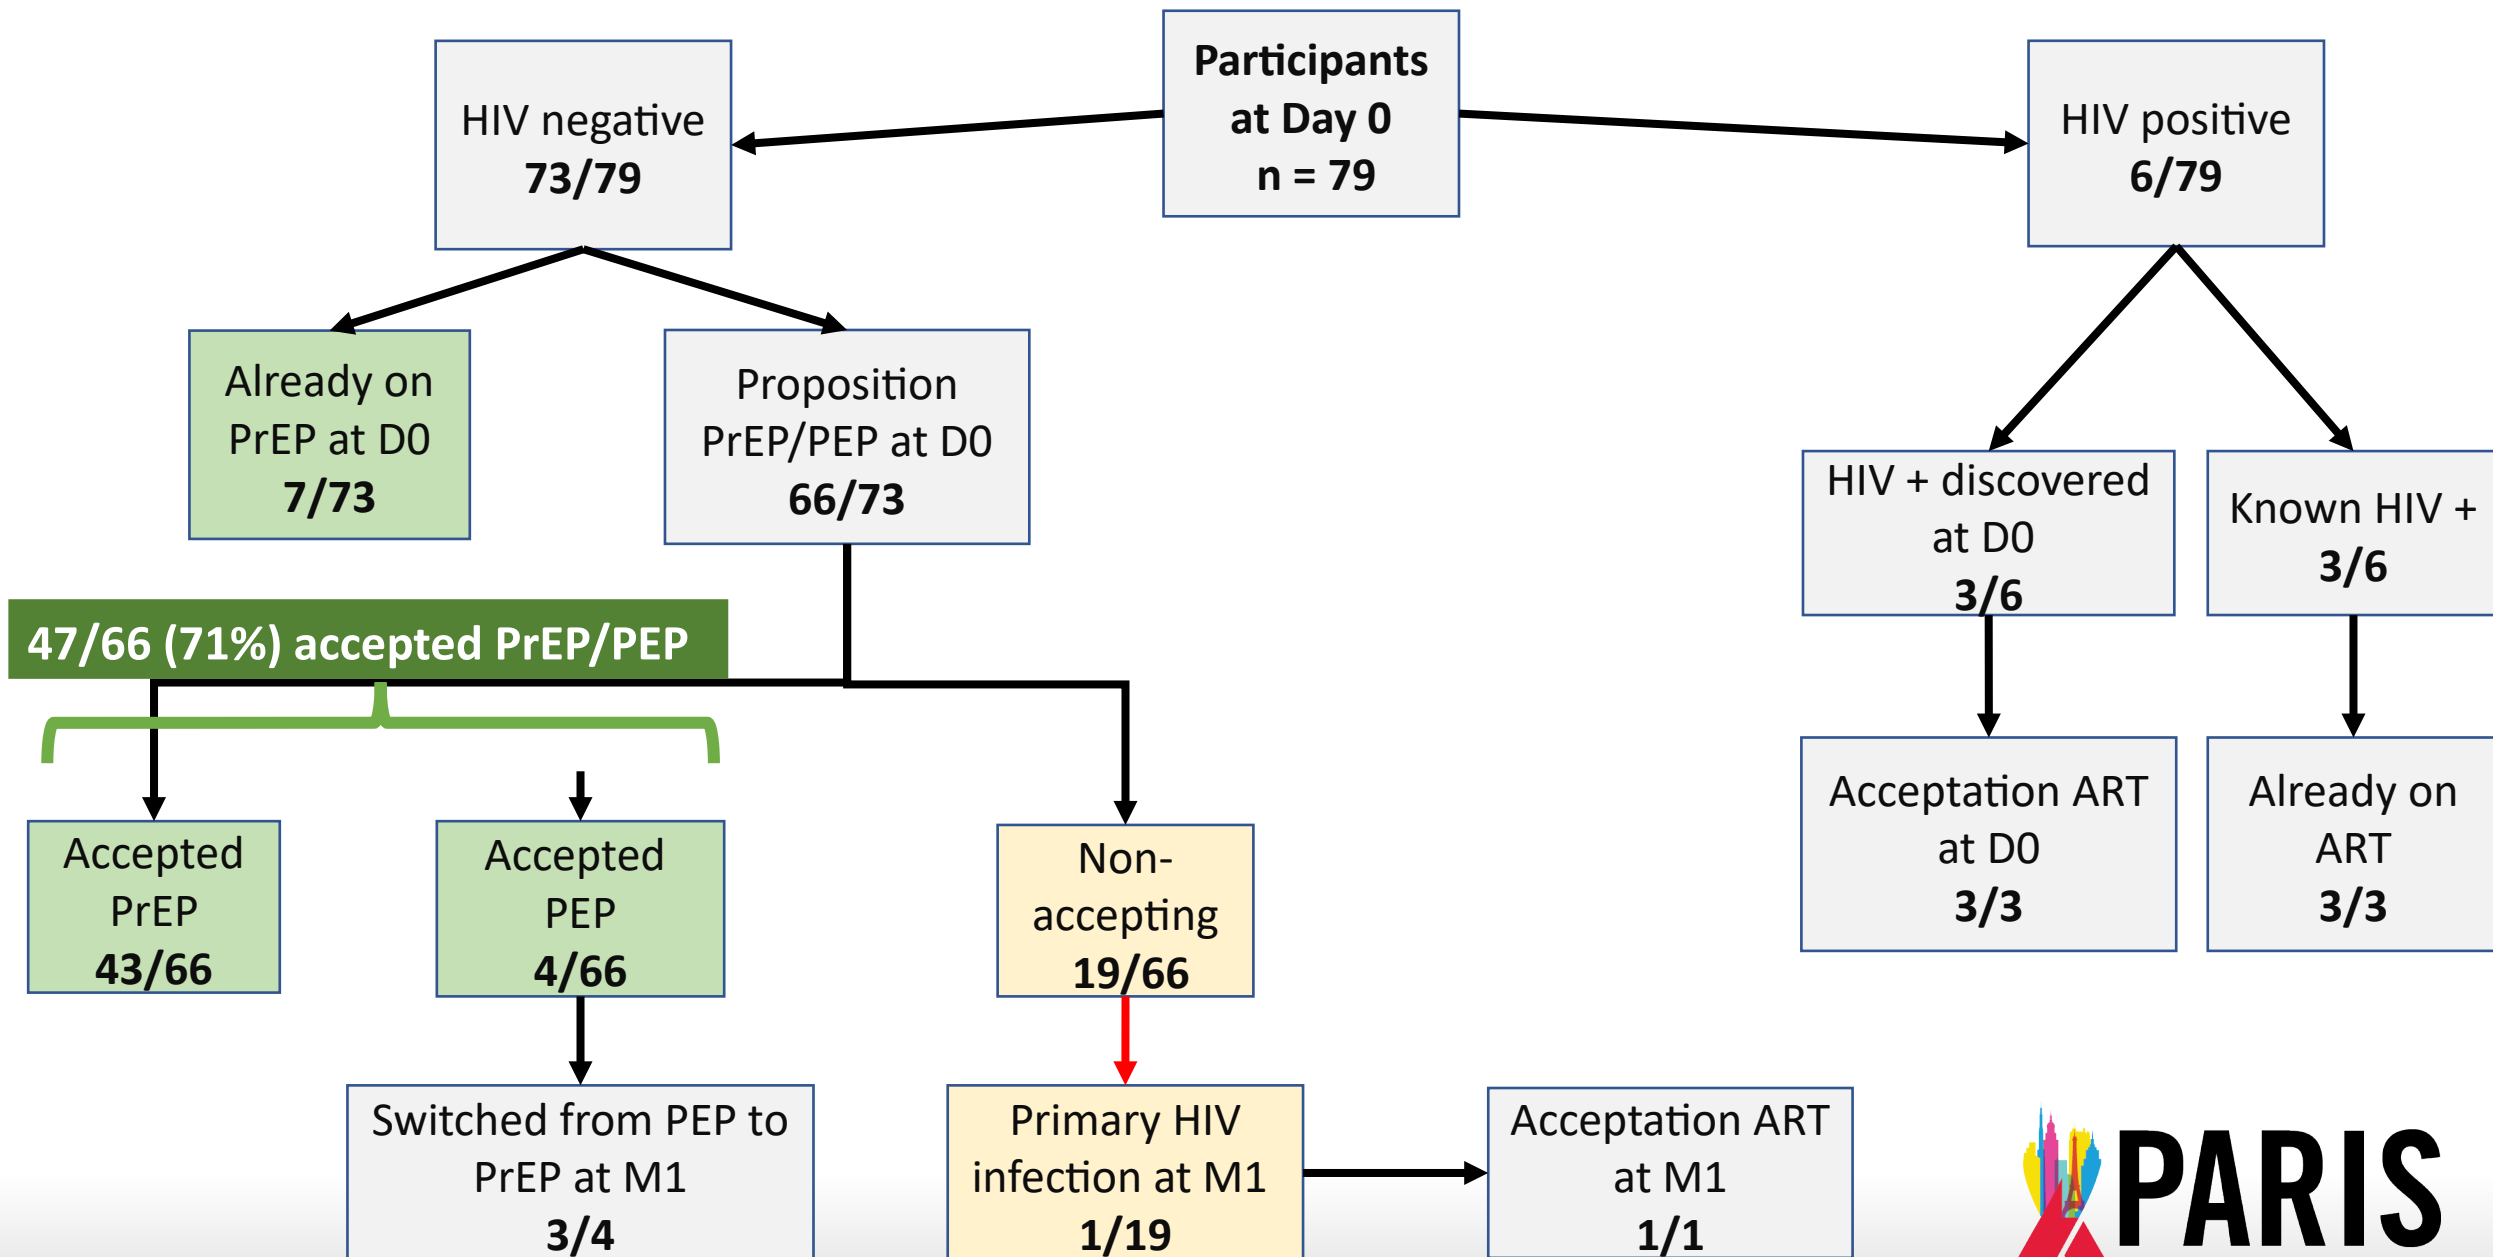 Participants
at Day 0
n = 79
HIV negative
73/79
HIV positive
6/79
Already on
PrEP at D0
7/73
Proposition
PrEP/PEP at D0
66/73
HIV + discovered
at D0
3/6
Known HIV +
3/6
47/66 (71%) accepted PrEP/PEP
Accepted
PrEP
43/66
Accepted
PEP
4/66
Non-
accepting
19/66
Acceptation ART
at D0
3/3
Already on
ART
3/3
Switched from PEP to
PrEP at M1
3/4
Primary HIV
infection at M1
1/19
Acceptation ART
at M1
1/1
PARIS